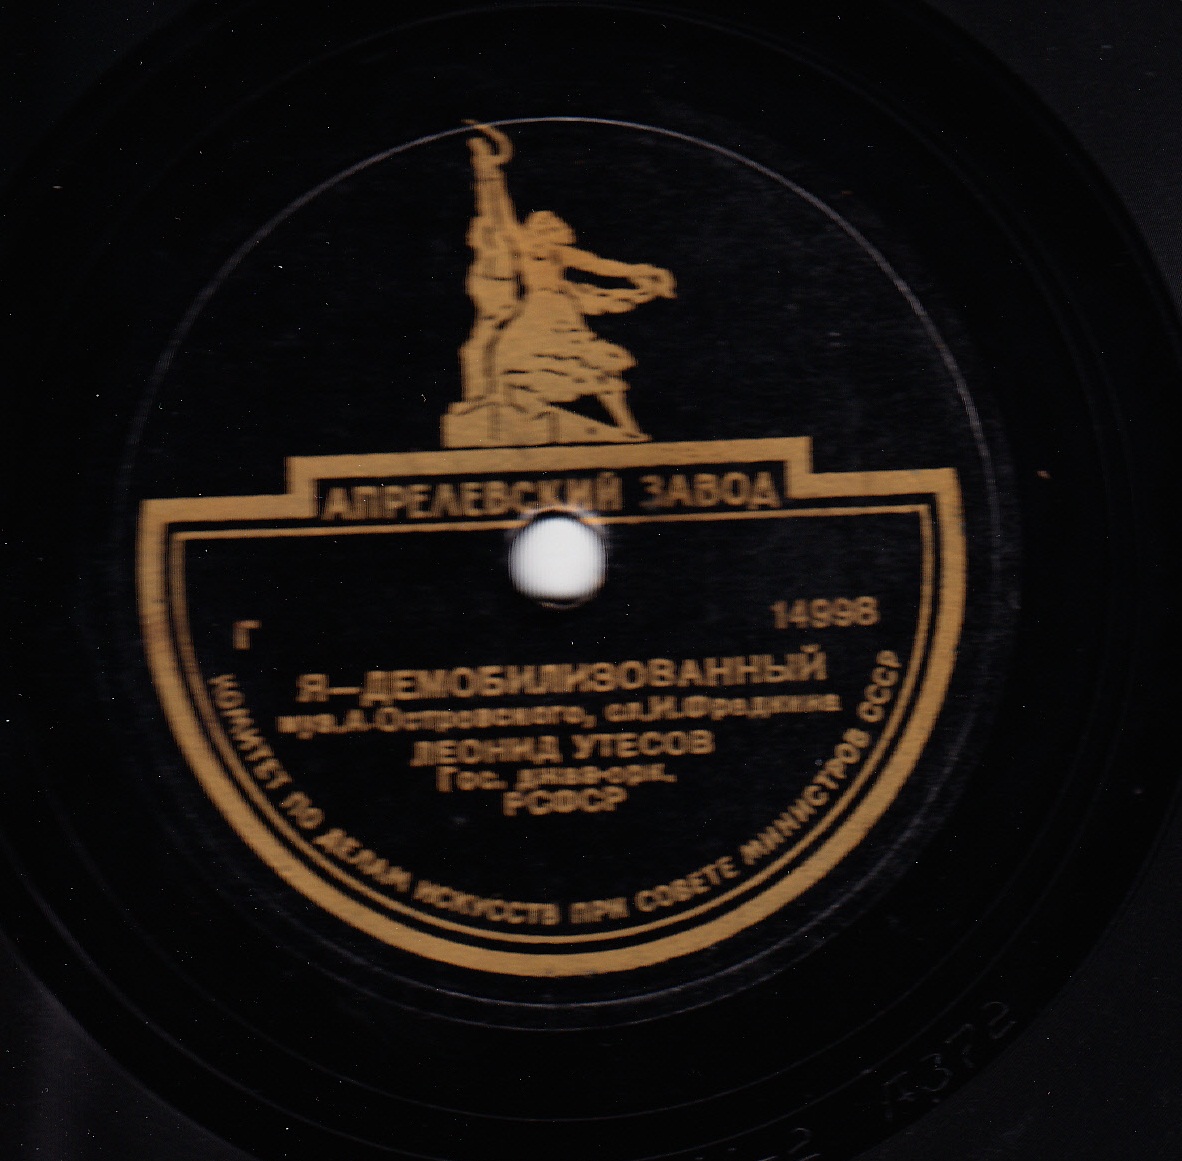 АПРЕЛЕВСКИЙ ЗАВОД
Г 14998
Я—ДЕМОБИЛИЗОВАННЫЙ
муз.А.Островского, сл.И.Фрадкина
ЛЕОНИД УТЕСОВ
Гос. джаз-орк.
РСФСР
КОМИТЕТ ПО ДЕЛАМ ИСКУССТВ ПРИ СОВЕТЕ МИНИСТРОВ СССР